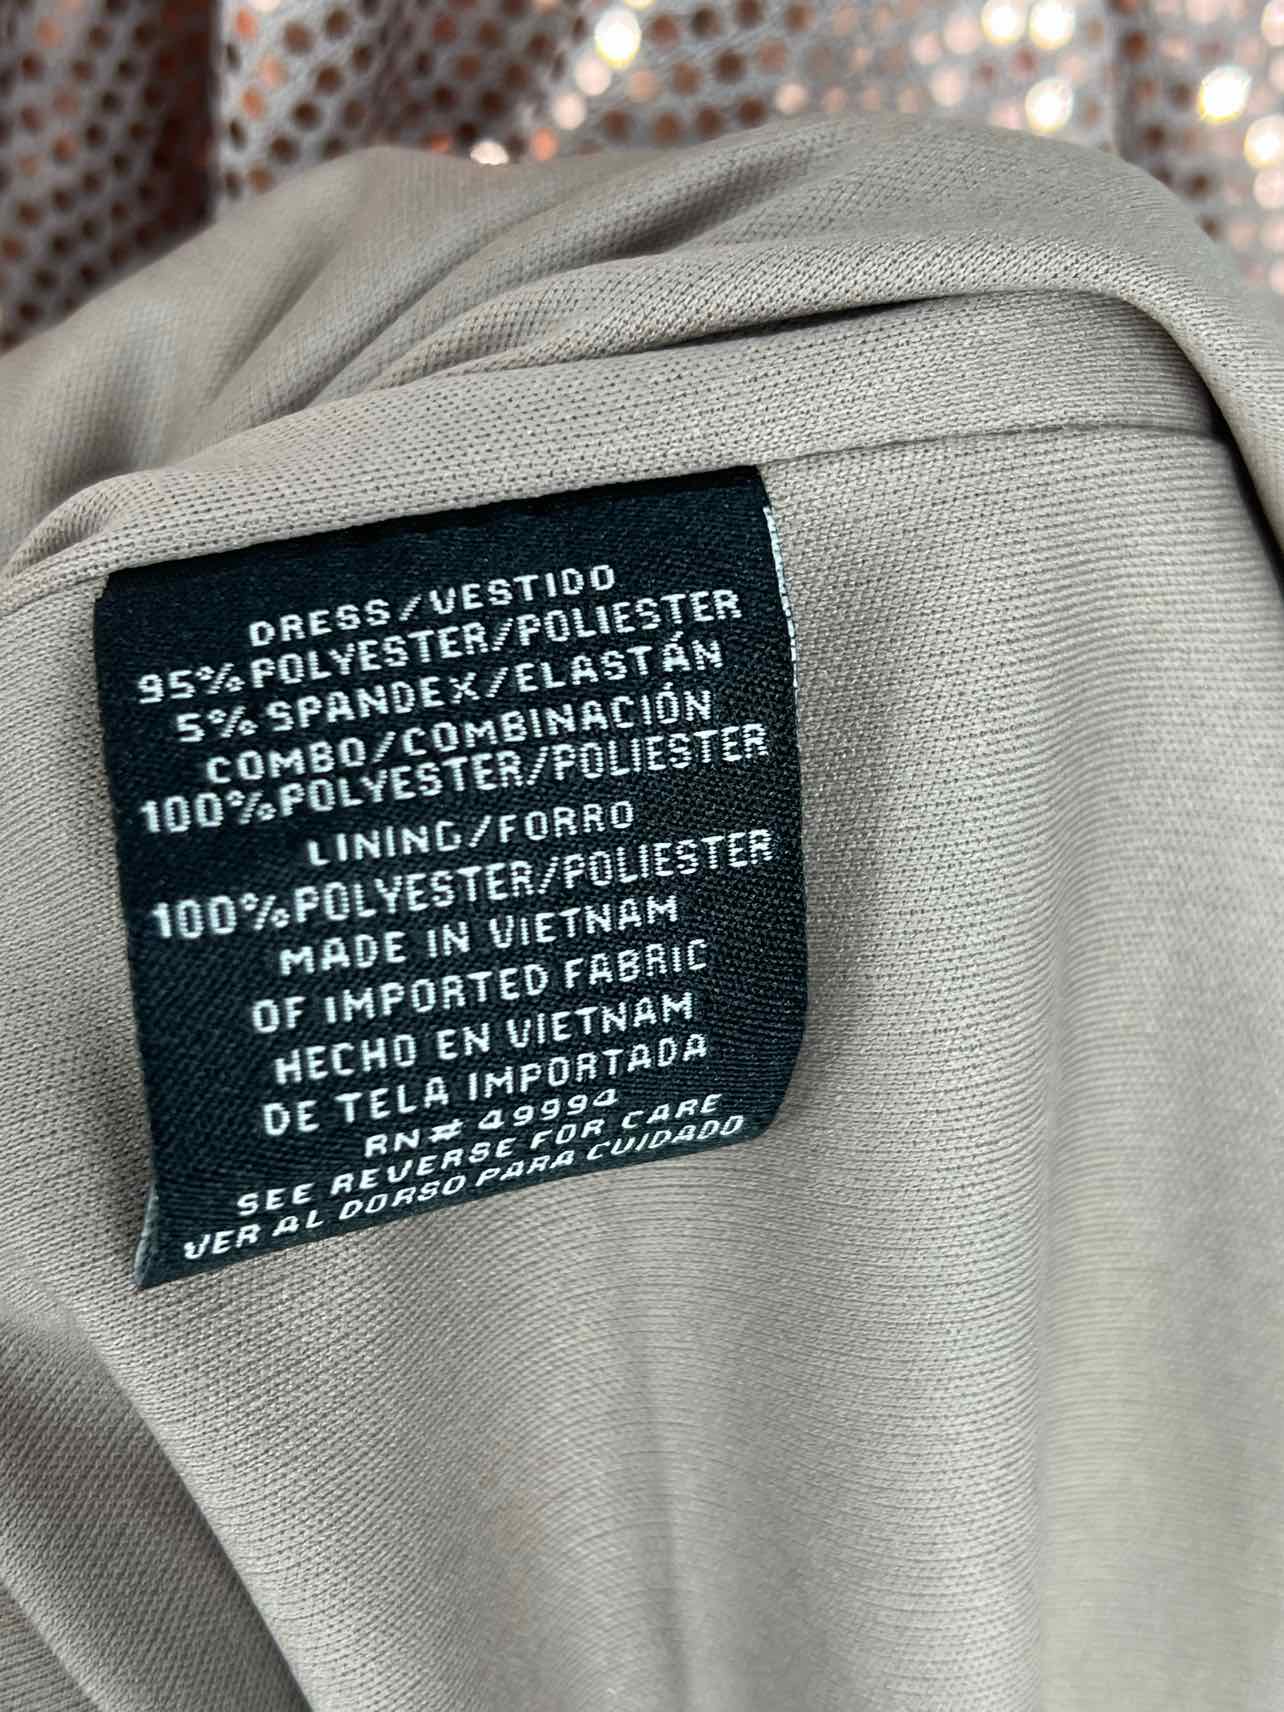 DRESS/VESTIDO
95%POLYESTER/POLIESTER
5%SPANDEX/ELASTÁN
COMBO/COMBINACIÓN
100%POLYESTER/POLIESTER
LINING/FORRO
100%POLYESTER/POLIESTER
MADE IN VIETNAM
OF IMPORTED FABRIC
HECHO EN VIETNAM
DE TELA IMPORTADA
RN# 49994
SEE REVERSE FOR CARE
VER AL DORSO PARA CUIDADO